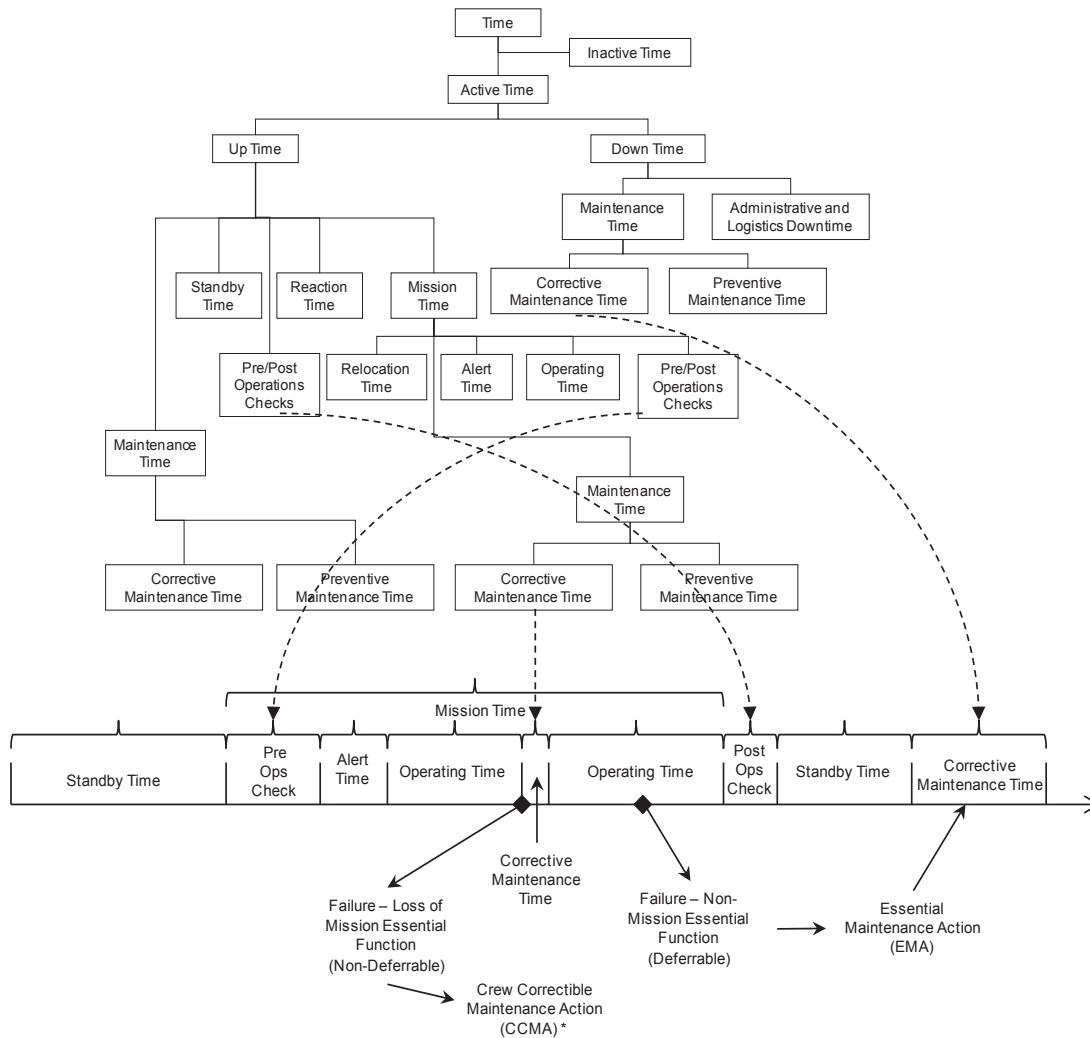 Time
Inactive Time
Active Time
Up Time
Down Time
Maintenance
Time
Administrative and
Logistics Downtime
Standby
Time
Reaction
Time
Mission
Time
Corrective
Maintenance Time
Preventive
Maintenance Time
Pre/Post
Operations
Checks
Relocation
Time
Alert
Time
Operating
Time
Pre/Post
Operations
Checks
Maintenance
Time
Maintenance
Time
Corrective
Maintenance Time
Preventive
Maintenance Time
Corrective
Maintenance Time
Preventive
Maintenance Time
Mission Time
Standby Time
Pre
Ops
Check
Alert
Time
Operating Time
Operating Time
Post
Ops
Check
Standby Time
Corrective
Maintenance Time
Corrective
Maintenance
Time
Failure – Loss of
Mission Essential
Function
(Non-Deferrable)
Failure – Non-
Mission Essential
Function
(Deferrable)
Essential
Maintenance Action
(EMA)
Crew Correctible
Maintenance Action
(CCMA) *